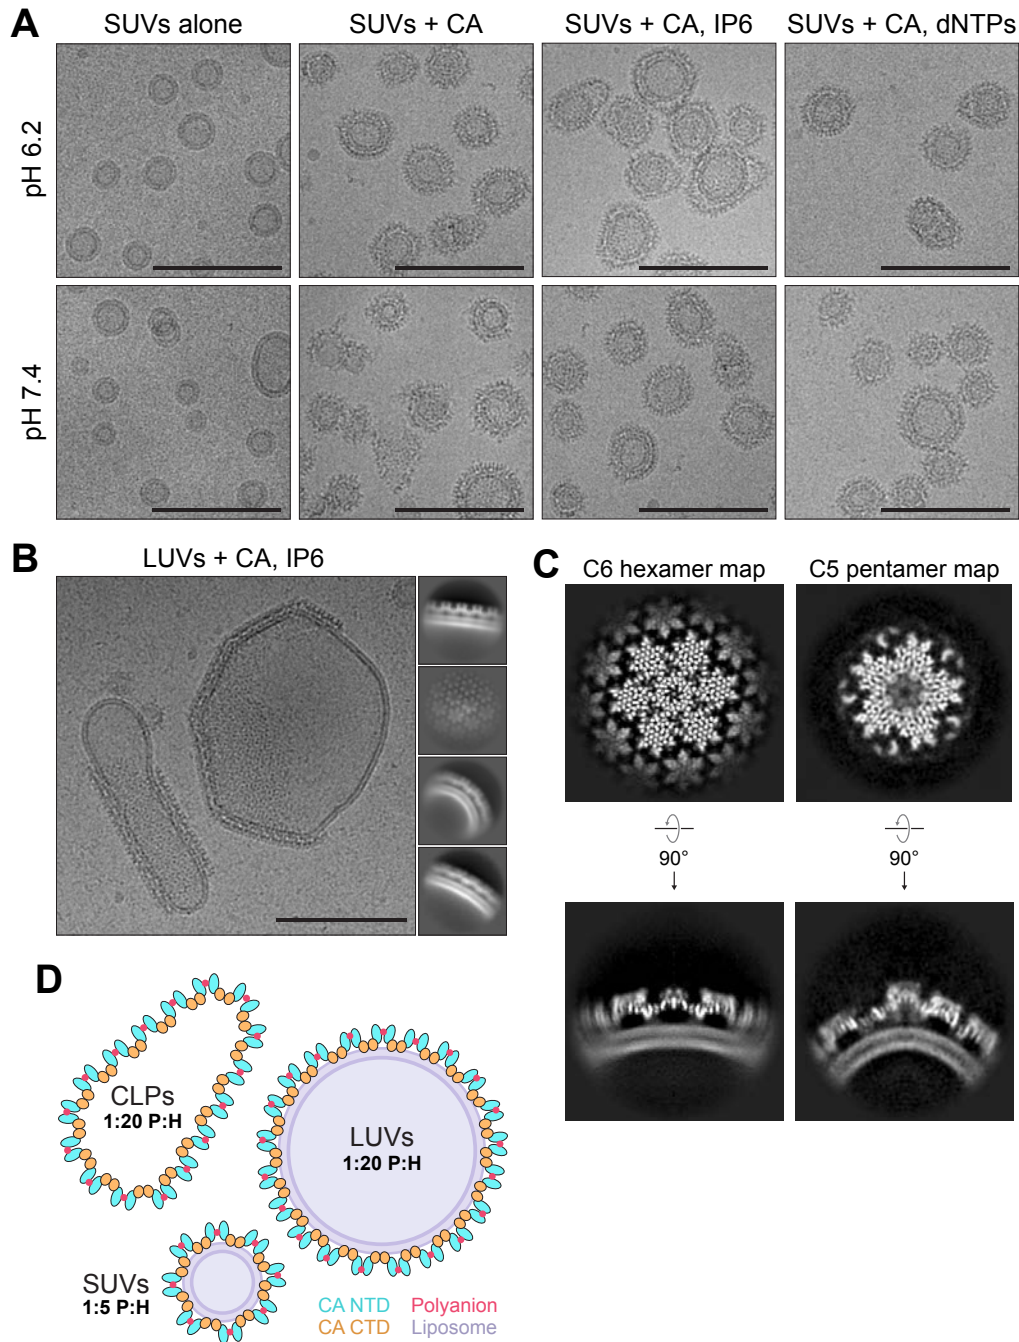 A
SUVs alone
SUVs + CA
SUVs + CA, IP6
SUVs + CA, dNTPs
pH 6.2
pH 7.4
B
LUVs + CA, IP6
C
C6 hexamer map
C5 pentamer map
90°
90°
D
CLPs
1:20 P:H
LUVs
1:20 P:H
SUVs
1:5 P:H
CA NTD
Polyanion
CA CTD
Liposome